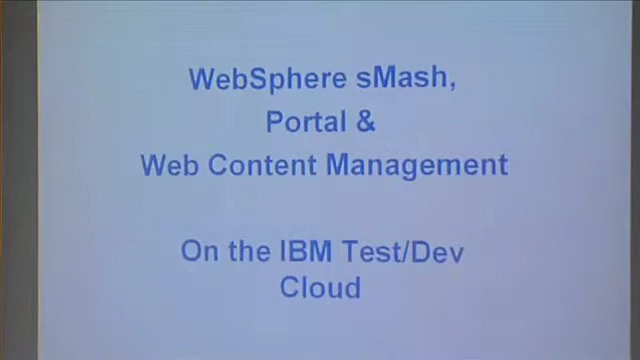 WebSphere sMash,
Portal &
Web Content Management
On the IBM Test/Dev
Cloud